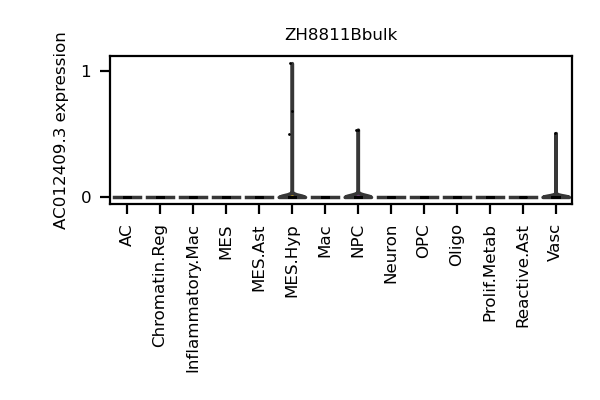 ZH8811Bbulk
AC012409.3 expression
1
0
AC
Chromatin.Reg
Inflammatory.Mac
MES
MES.Ast
MES.Hyp
Mac
NPC
Neuron
OPC
Oligo
Prolif.Metab
Reactive.Ast
Vasc